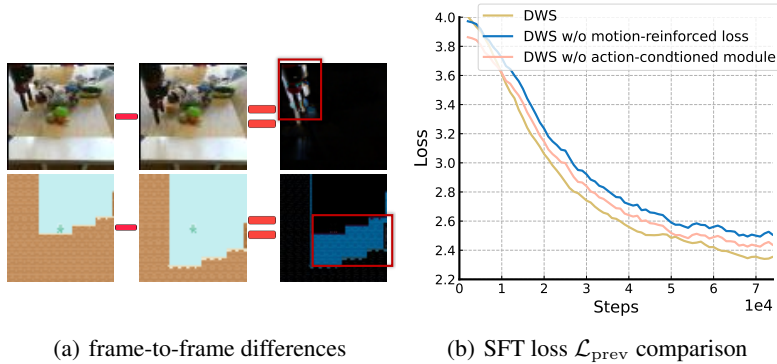 4.0
3.8
3.6
3.4
3.2
3.0
2.8
2.6
2.4
2.2
Loss
DWS
DWS w/o motion-reinforced loss
DWS w/o action-condtioned module
0 1 2 3 4 5 6 7
1e4
Steps
(a) frame-to-frame differences
(b) SFT loss ℒprev comparison